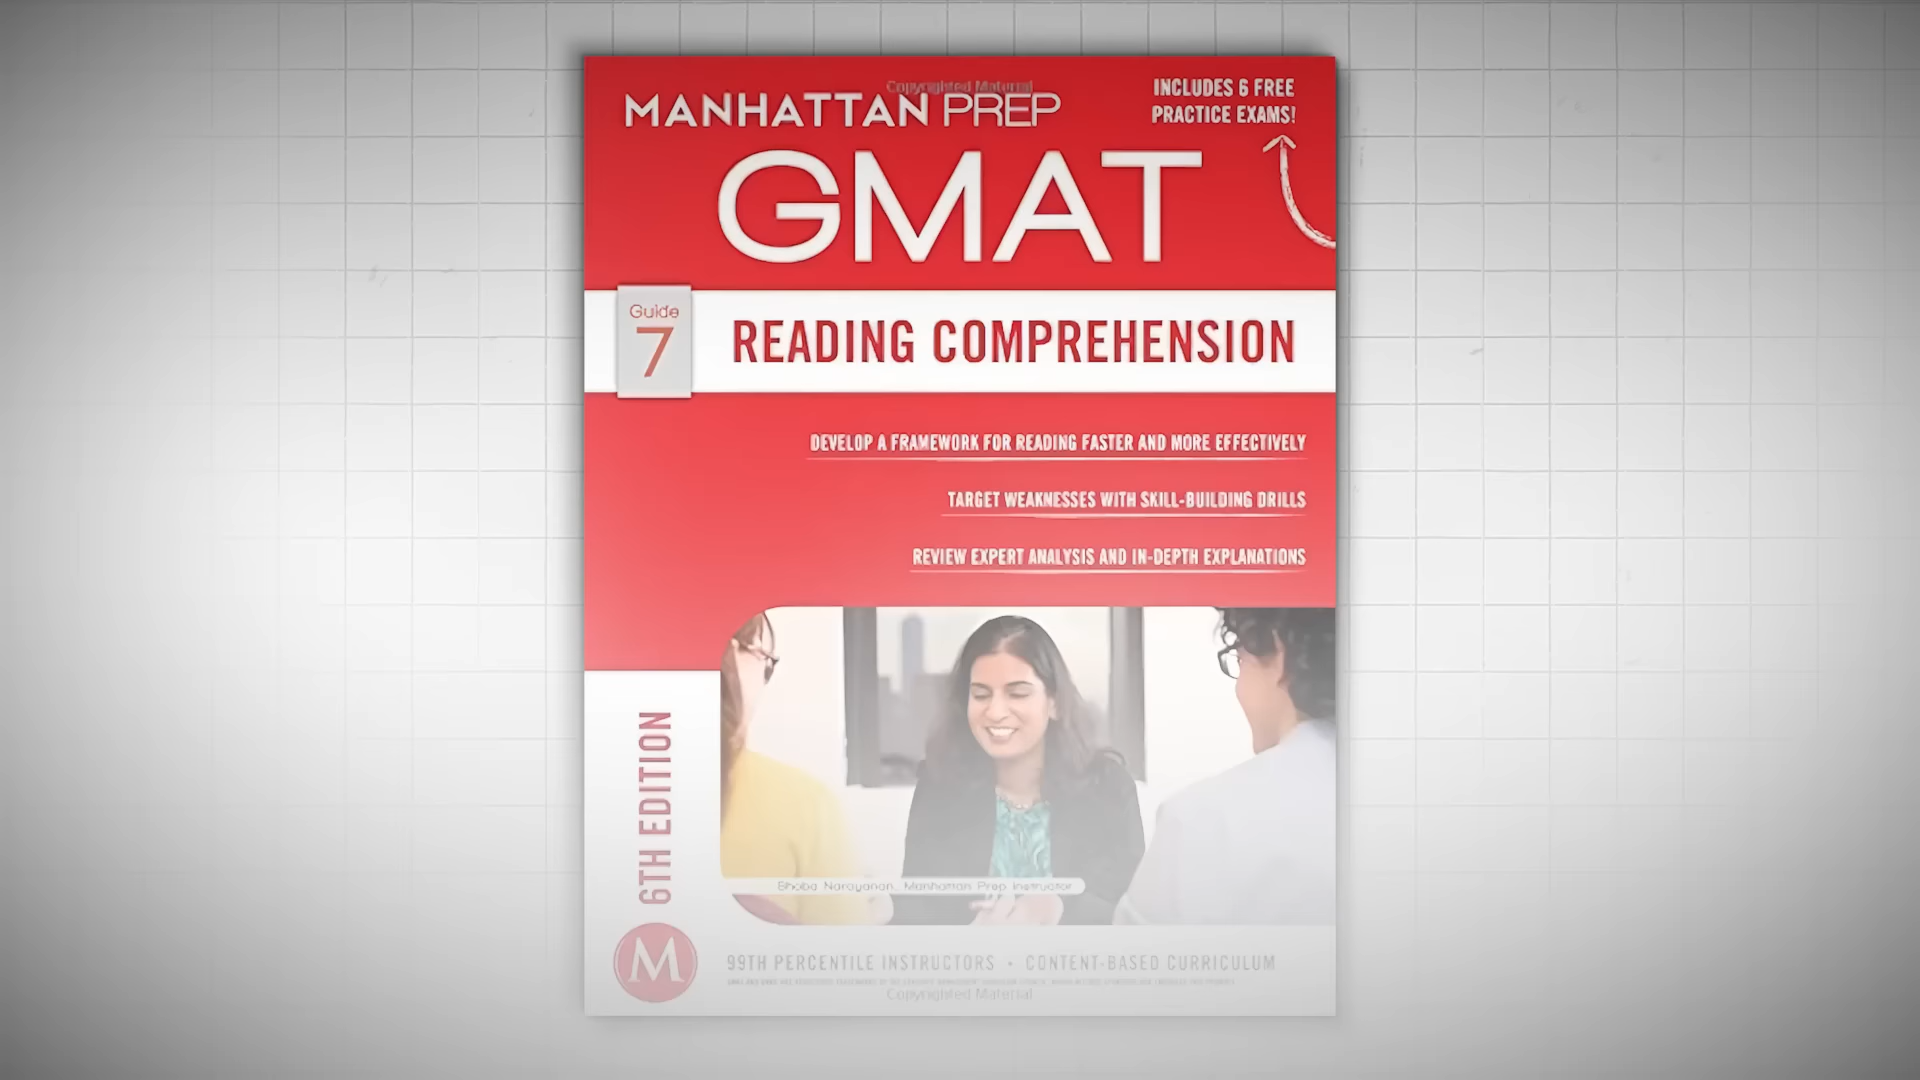 Copyrighted Material
MANHATTAN PREP
INCLUDES 6 FREE
PRACTICE EXAMS!
GMAT
Guide
7
READING COMPREHENSION
DEVELOP A FRAMEWORK FOR READING FASTER AND MORE EFFECTIVELY
TARGET WEAKNESSES WITH SKILL-BUILDING DRILLS
REVIEW EXPERT ANALYSIS AND IN-DEPTH EXPLANATIONS
6TH EDITION
Shoba Narayanan, Manhattan Prep Instructor
M
99TH PERCENTILE INSTRUCTORS • CONTENT-BASED CURRICULUM
Copyrighted Material